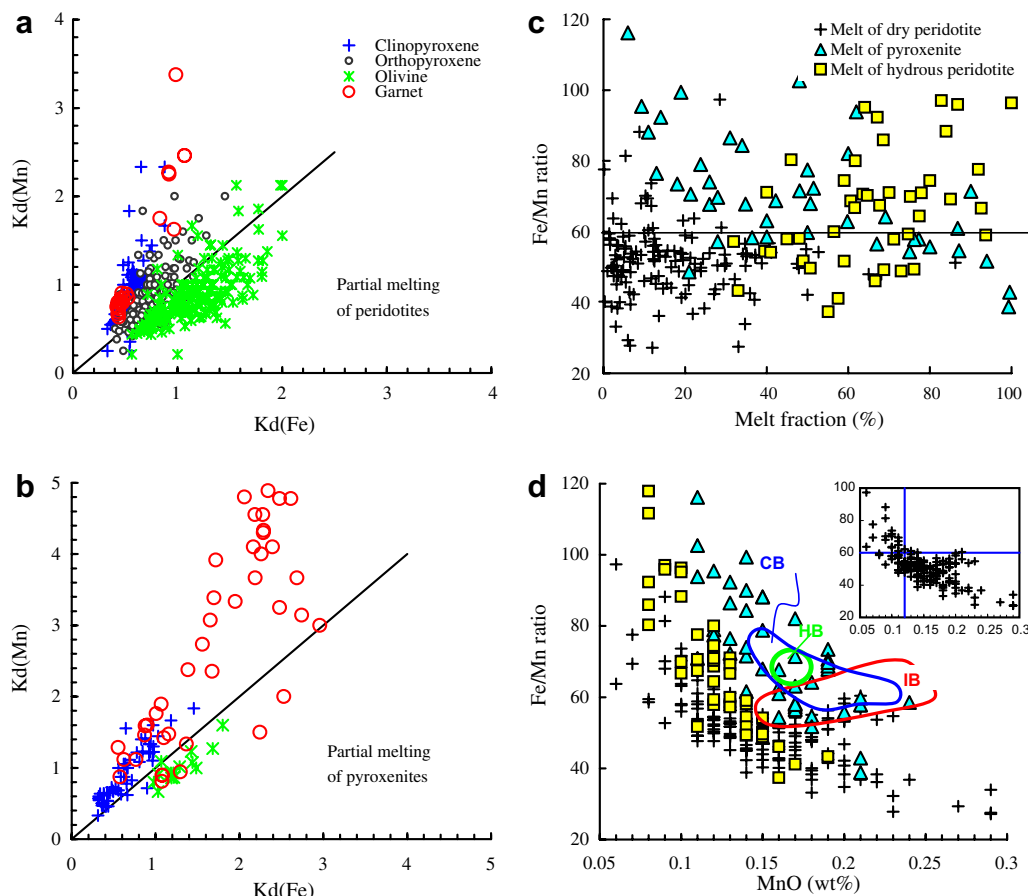 a
4
3
2
1
0
Kd(Mn)
Clinopyroxene
Orthopyroxene
Olivine
Garnet
Partial melting
of peridotites
0 1 2 3 4
Kd(Fe)
c
120
100
80
60
40
20
Fe/Mn ratio
Melt of dry peridotite
Melt of pyroxenite
Melt of hydrous peridotite
0 20 40 60 80 100
Melt fraction (%)
b
5
4
3
2
1
0
Kd(Mn)
Partial melting
of pyroxenites
0 1 2 3 4 5
Kd(Fe)
d
120
100
80
60
40
20
Fe/Mn ratio
CB
HB
IB
100
80
60
40
20
0.05 0.1 0.15 0.2 0.25 0.3
0.05 0.1 0.15 0.2 0.25 0.3
MnO (wt%)